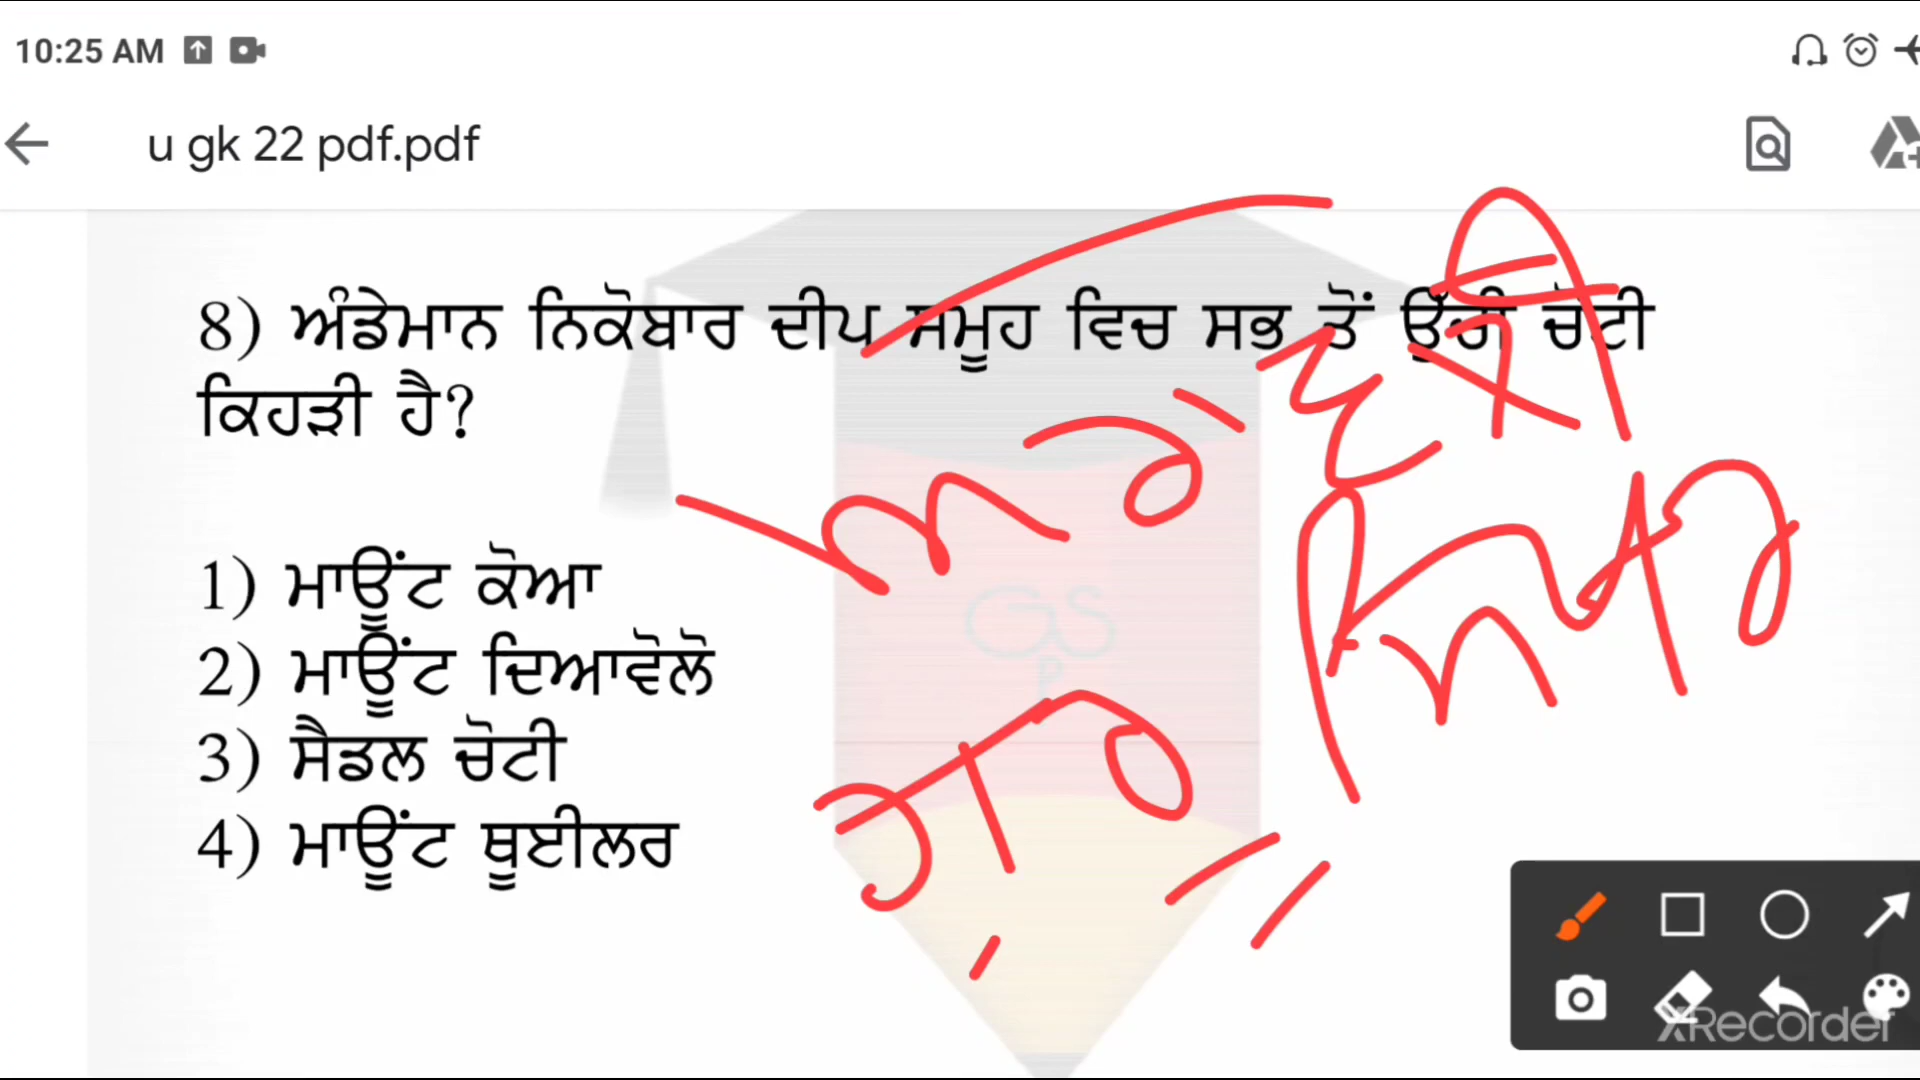 10:25 AM
u gk 22 pdf.pdf
8) ਅੰਡੇਮਾਨ ਨਿਕੋਬਾਰ ਦੀਪ ਸਮੂਹ ਵਿਚ ਸਭ ਤੋਂ ਉੱਚੀ ਚੋਟੀ
ਕਿਹੜੀ ਹੈ?
1) ਮਾਊਂਟ ਕੋਆ
2) ਮਾਊਂਟ ਦਿਆਵੋਲੋ
3) ਸੈਡਲ ਚੋਟੀ
4) ਮਾਊਂਟ ਥੂਈਲਰ
GS
P
XRecorder